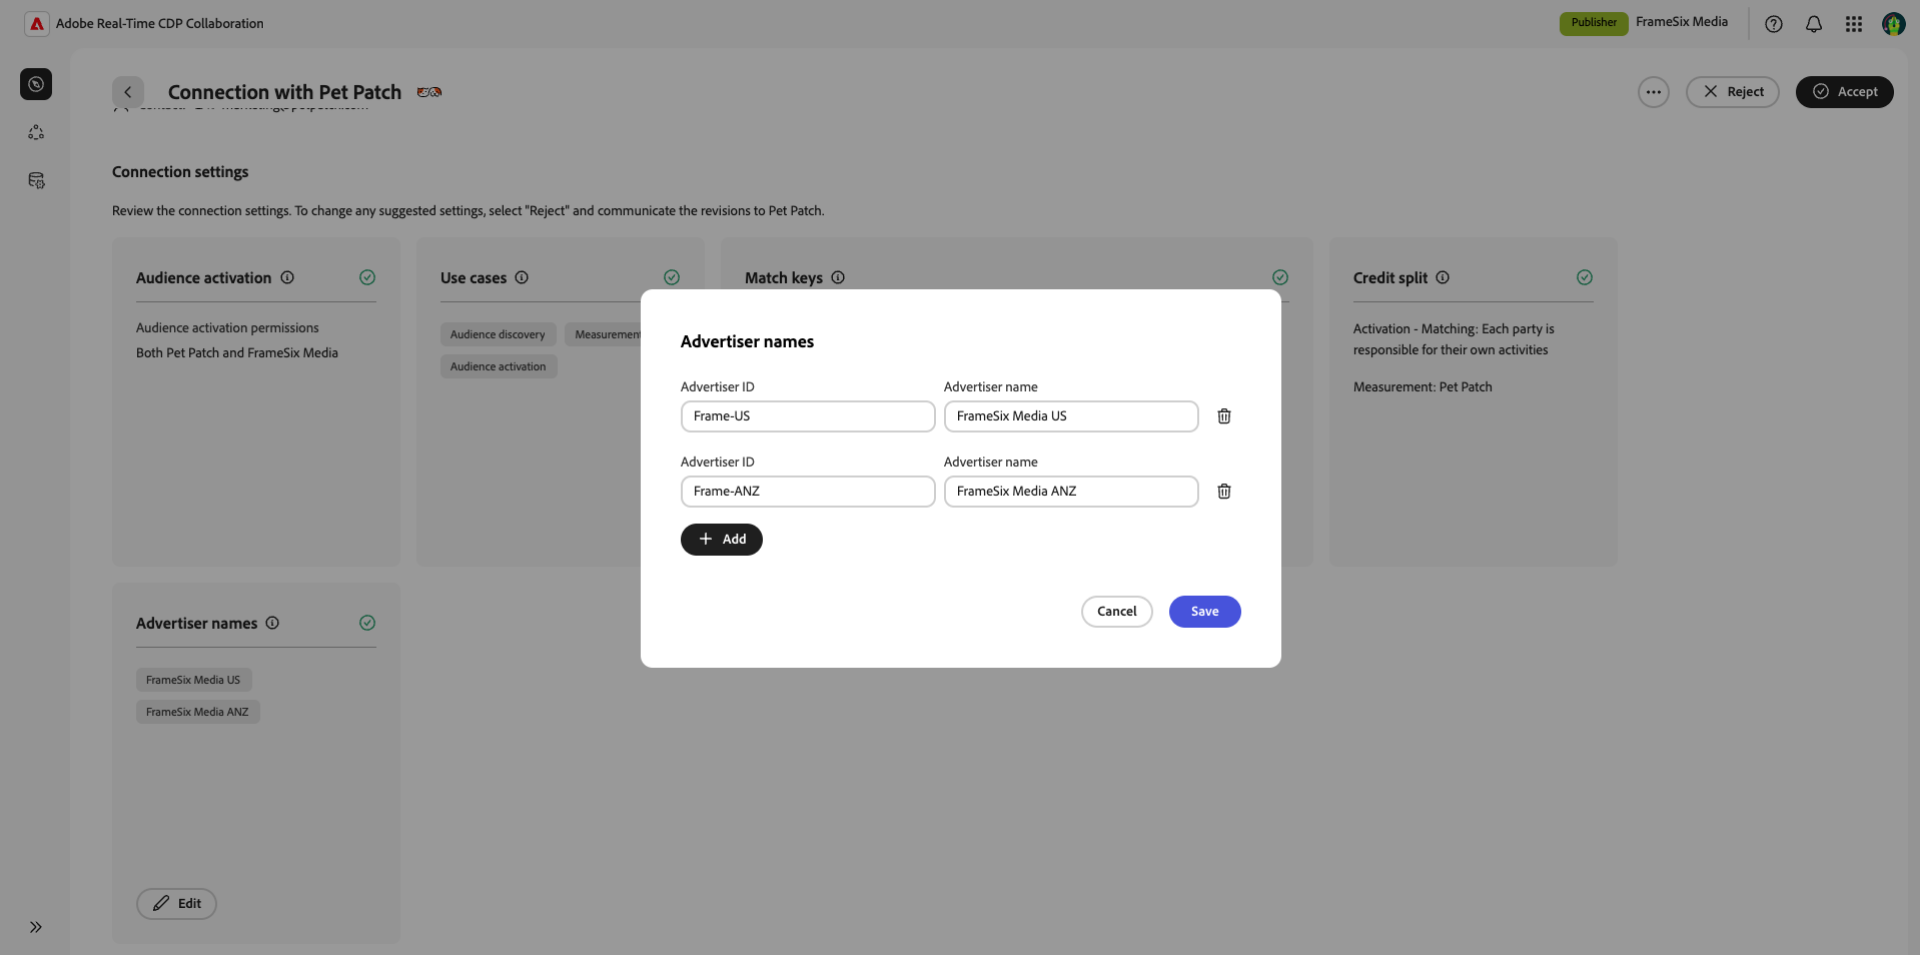 Adobe Real-Time CDP Collaboration
Publisher
FrameSix Media
Connection with Pet Patch
Reject
Accept
Connection settings
Review the connection settings. To change any suggested settings, select "Reject" and communicate the revisions to Pet Patch.
Audience activation
Audience activation permissions
Both Pet Patch and FrameSix Media
Use cases
Audience discovery
Measurement
Audience activation
Match keys
Credit split
Activation - Matching: Each party is
responsible for their own activities
Measurement: Pet Patch
Advertiser names
Advertiser ID
Advertiser name
Frame-US
FrameSix Media US
Advertiser ID
Advertiser name
Frame-ANZ
FrameSix Media ANZ
Add
Cancel
Save
Advertiser names
FrameSix Media US
FrameSix Media ANZ
Edit